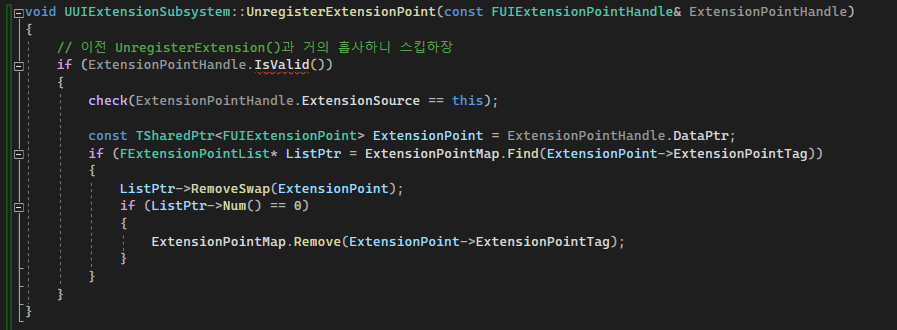 void UUIExtensionSubsystem::UnregisterExtensionPoint(const FUIExtensionPointHandle& ExtensionPointHandle)
{
// 이전 UnregisterExtension()과 거의 흡사하니 스킵하장
if (ExtensionPointHandle.IsValid())
{
check(ExtensionPointHandle.ExtensionSource == this);
const TSharedPtr<FUIExtensionPoint> ExtensionPoint = ExtensionPointHandle.DataPtr;
if (FExtensionPointList* ListPtr = ExtensionPointMap.Find(ExtensionPoint->ExtensionPointTag))
{
ListPtr->RemoveSwap(ExtensionPoint);
if (ListPtr->Num() == 0)
{
ExtensionPointMap.Remove(ExtensionPoint->ExtensionPointTag);
}
}
}
}